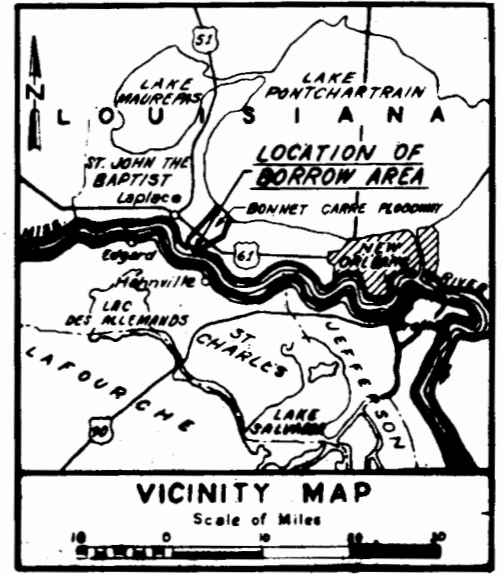 51
N
LAKE
MAUREPAS
LAKE
PONTCHARTRAIN
LOUISIANA
LOCATION OF
BORROW AREA
ST. JOHN THE
BAPTIST
Laplace
BONNET CARRE FLOODWAY
MISS
61
Edgard
NEW
ORLEANS
RIVER
Hahnville
LAC
DES ALLEMANDS
ST.
CHARLES
JEFFERSON
LAFOURCHE
90
LAKE
SALVADOR
VICINITY MAP
Scale of Miles
10 0 10 20 30